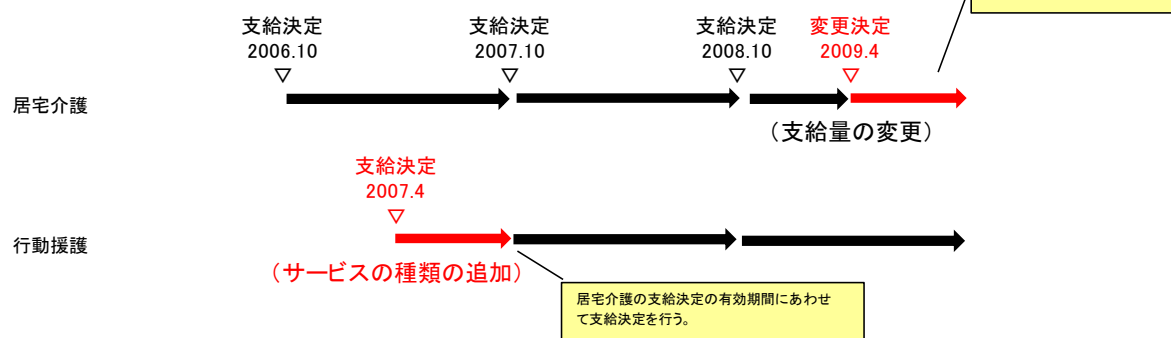 支給決定
2006.10
▽
支給決定
2007.10
▽
支給決定
2008.10
▽
変更決定
2009.4
▽
居宅介護
（支給量の変更）
支給決定
2007.4
▽
行動援護
（サービスの種類の追加）
居宅介護の支給決定の有効期間にあわせ
て支給決定を行う。